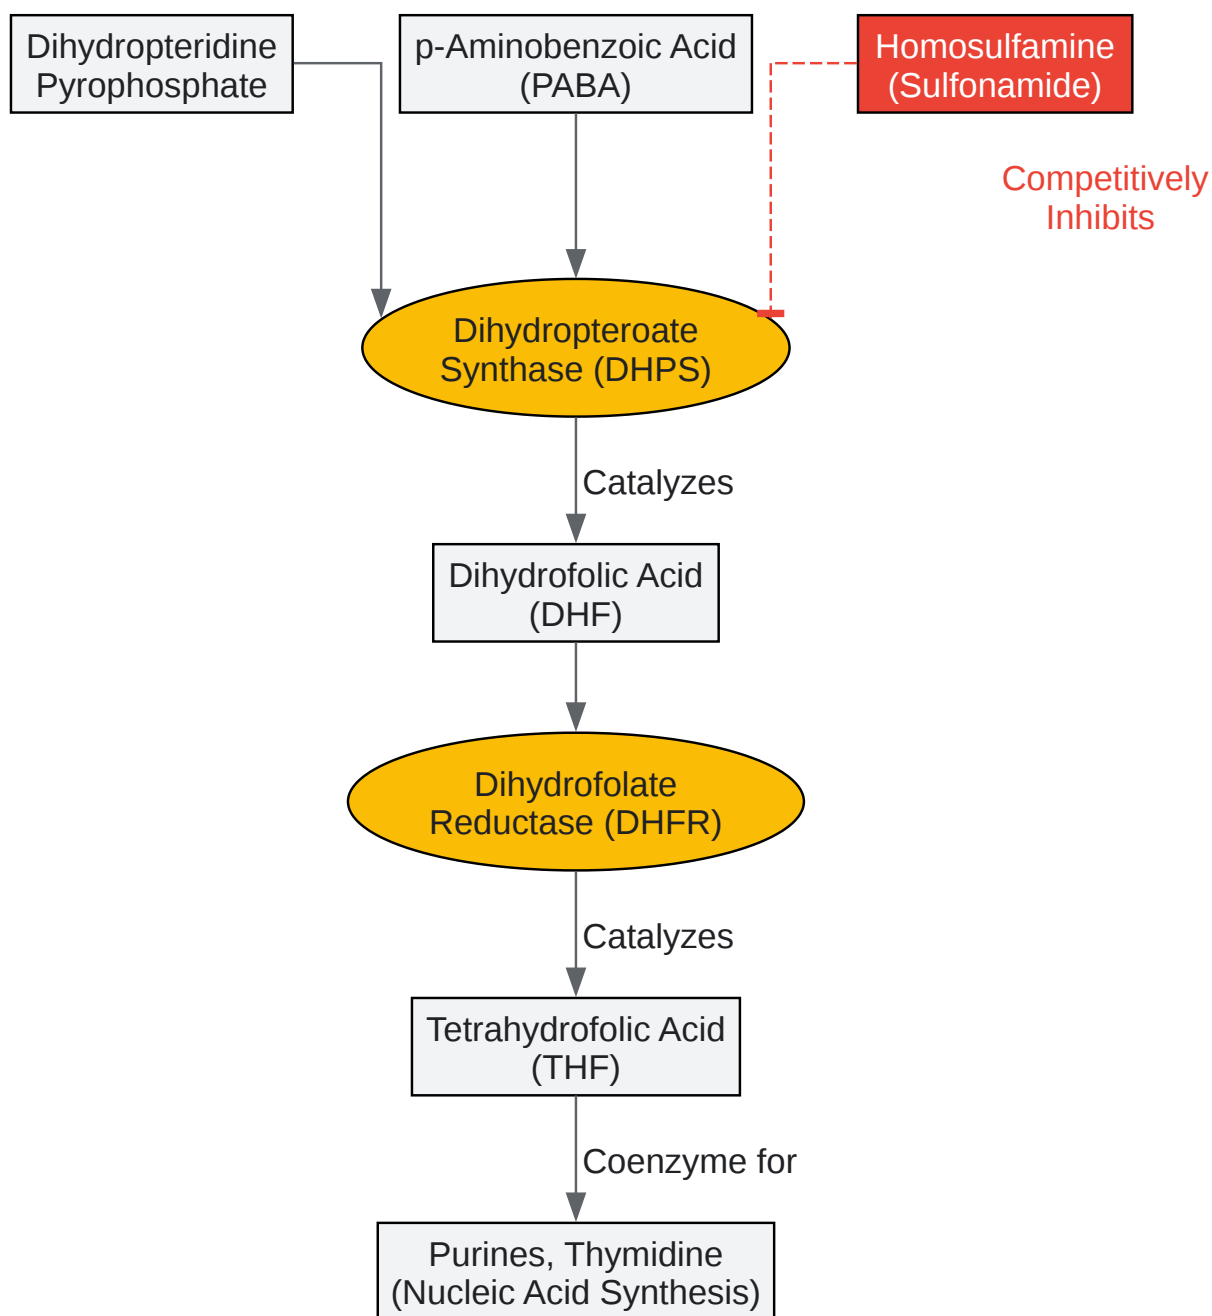 Dihydropteridine
Pyrophosphate
p-Aminobenzoic Acid
(PABA)
Homosulfamine
(Sulfonamide)
Competitively
Inhibits
Dihydropteroate
Synthase (DHPS)
Catalyzes
Dihydrofolic Acid
(DHF)
Dihydrofolate
Reductase (DHFR)
Catalyzes
Tetrahydrofolic Acid
(THF)
Coenzyme for
Purines, Thymidine
(Nucleic Acid Synthesis)